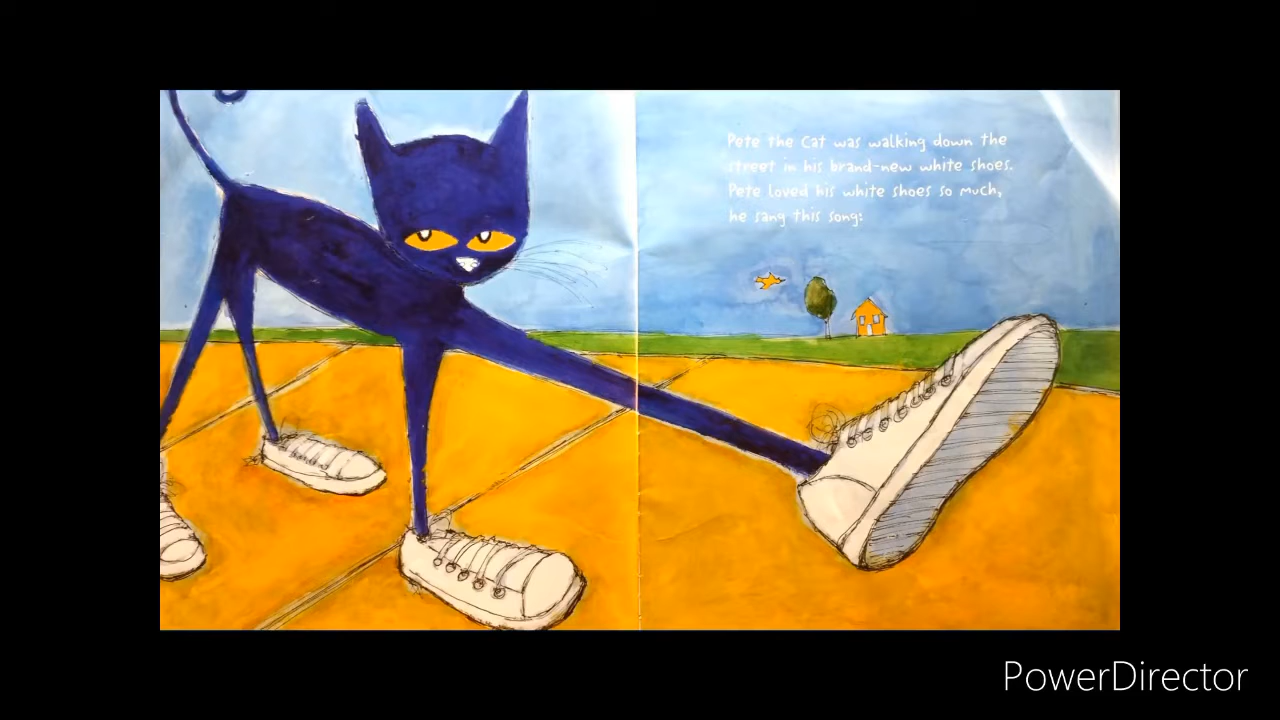 Pete the Cat was walking down the
street in his brand-new white shoes.
Pete loved his white shoes so much,
he sang this song:
PowerDirector